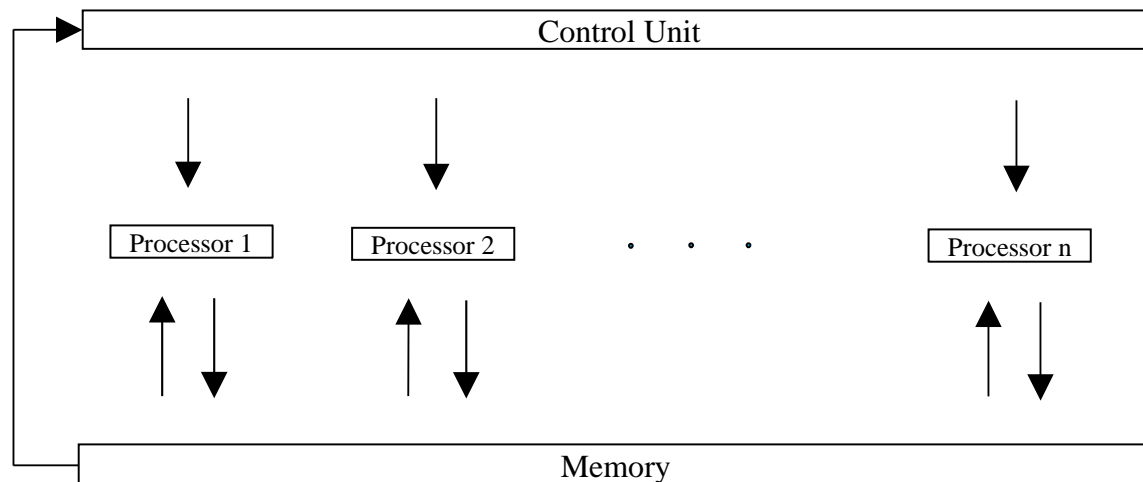 Control Unit
Processor 1
Processor 2
Processor n
Memory